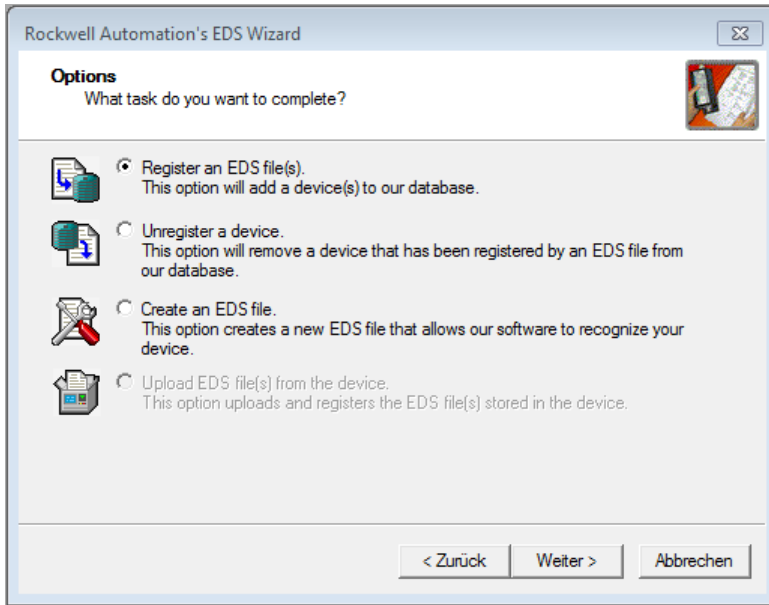 Rockwell Automation's EDS Wizard
Options
What task do you want to complete?
Register an EDS file(s).
This option will add a device(s) to our database.
Unregister a device.
This option will remove a device that has been registered by an EDS file from
our database.
Create an EDS file.
This option creates a new EDS file that allows our software to recognize your
device.
Upload EDS file(s) from the device.
This option uploads and registers the EDS file(s) stored in the device.
< Zurück
Weiter >
Abbrechen